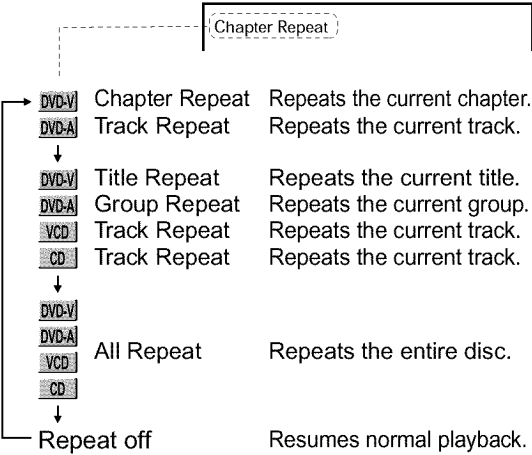 Chapter Repeat
DVD-V Chapter Repeat Repeats the current chapter.
DVD-A Track Repeat Repeats the current track.
DVD-V Title Repeat Repeats the current title.
DVD-A Group Repeat Repeats the current group.
VCD Track Repeat Repeats the current track.
CD Track Repeat Repeats the current track.
DVD-V
DVD-A
VCD
CD
All Repeat Repeats the entire disc.
Repeat off Resumes normal playback.